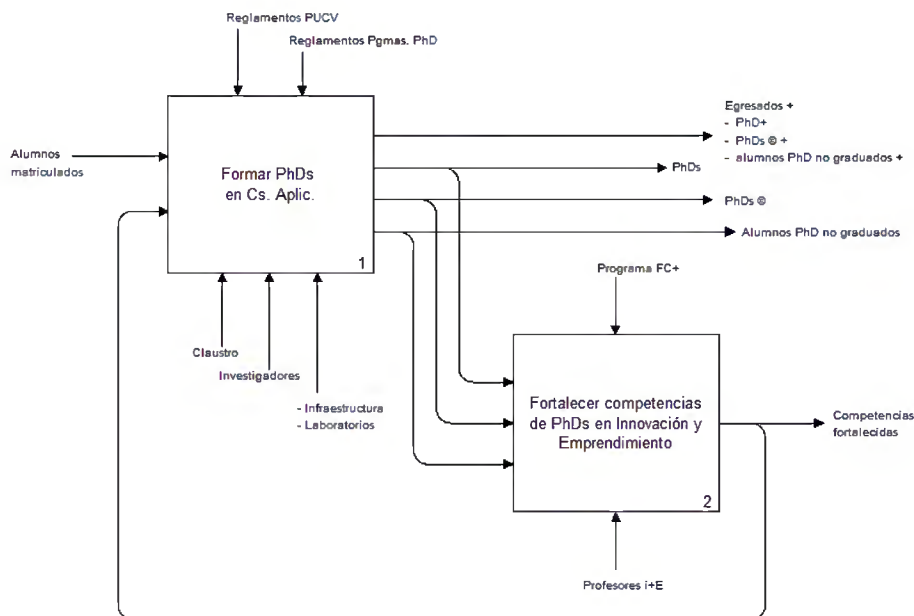 Reglamentos PUCV
Reglamentos Pgmas. PhD
Alumnos
matriculados
Formar PhDs
en Cs. Aplic.
1
Egresados +
- PhD+
- PhDs © +
- alumnos PhD no graduados +
PhDs
PhDs ©
Alumnos PhD no graduados
Claustro
Investigadores
- Infraestructura
- Laboratorios
Programa FC+
Fortalecer competencias
de PhDs en Innovación y
Emprendimiento
2
Competencias
fortalecidas
Profesores i+E